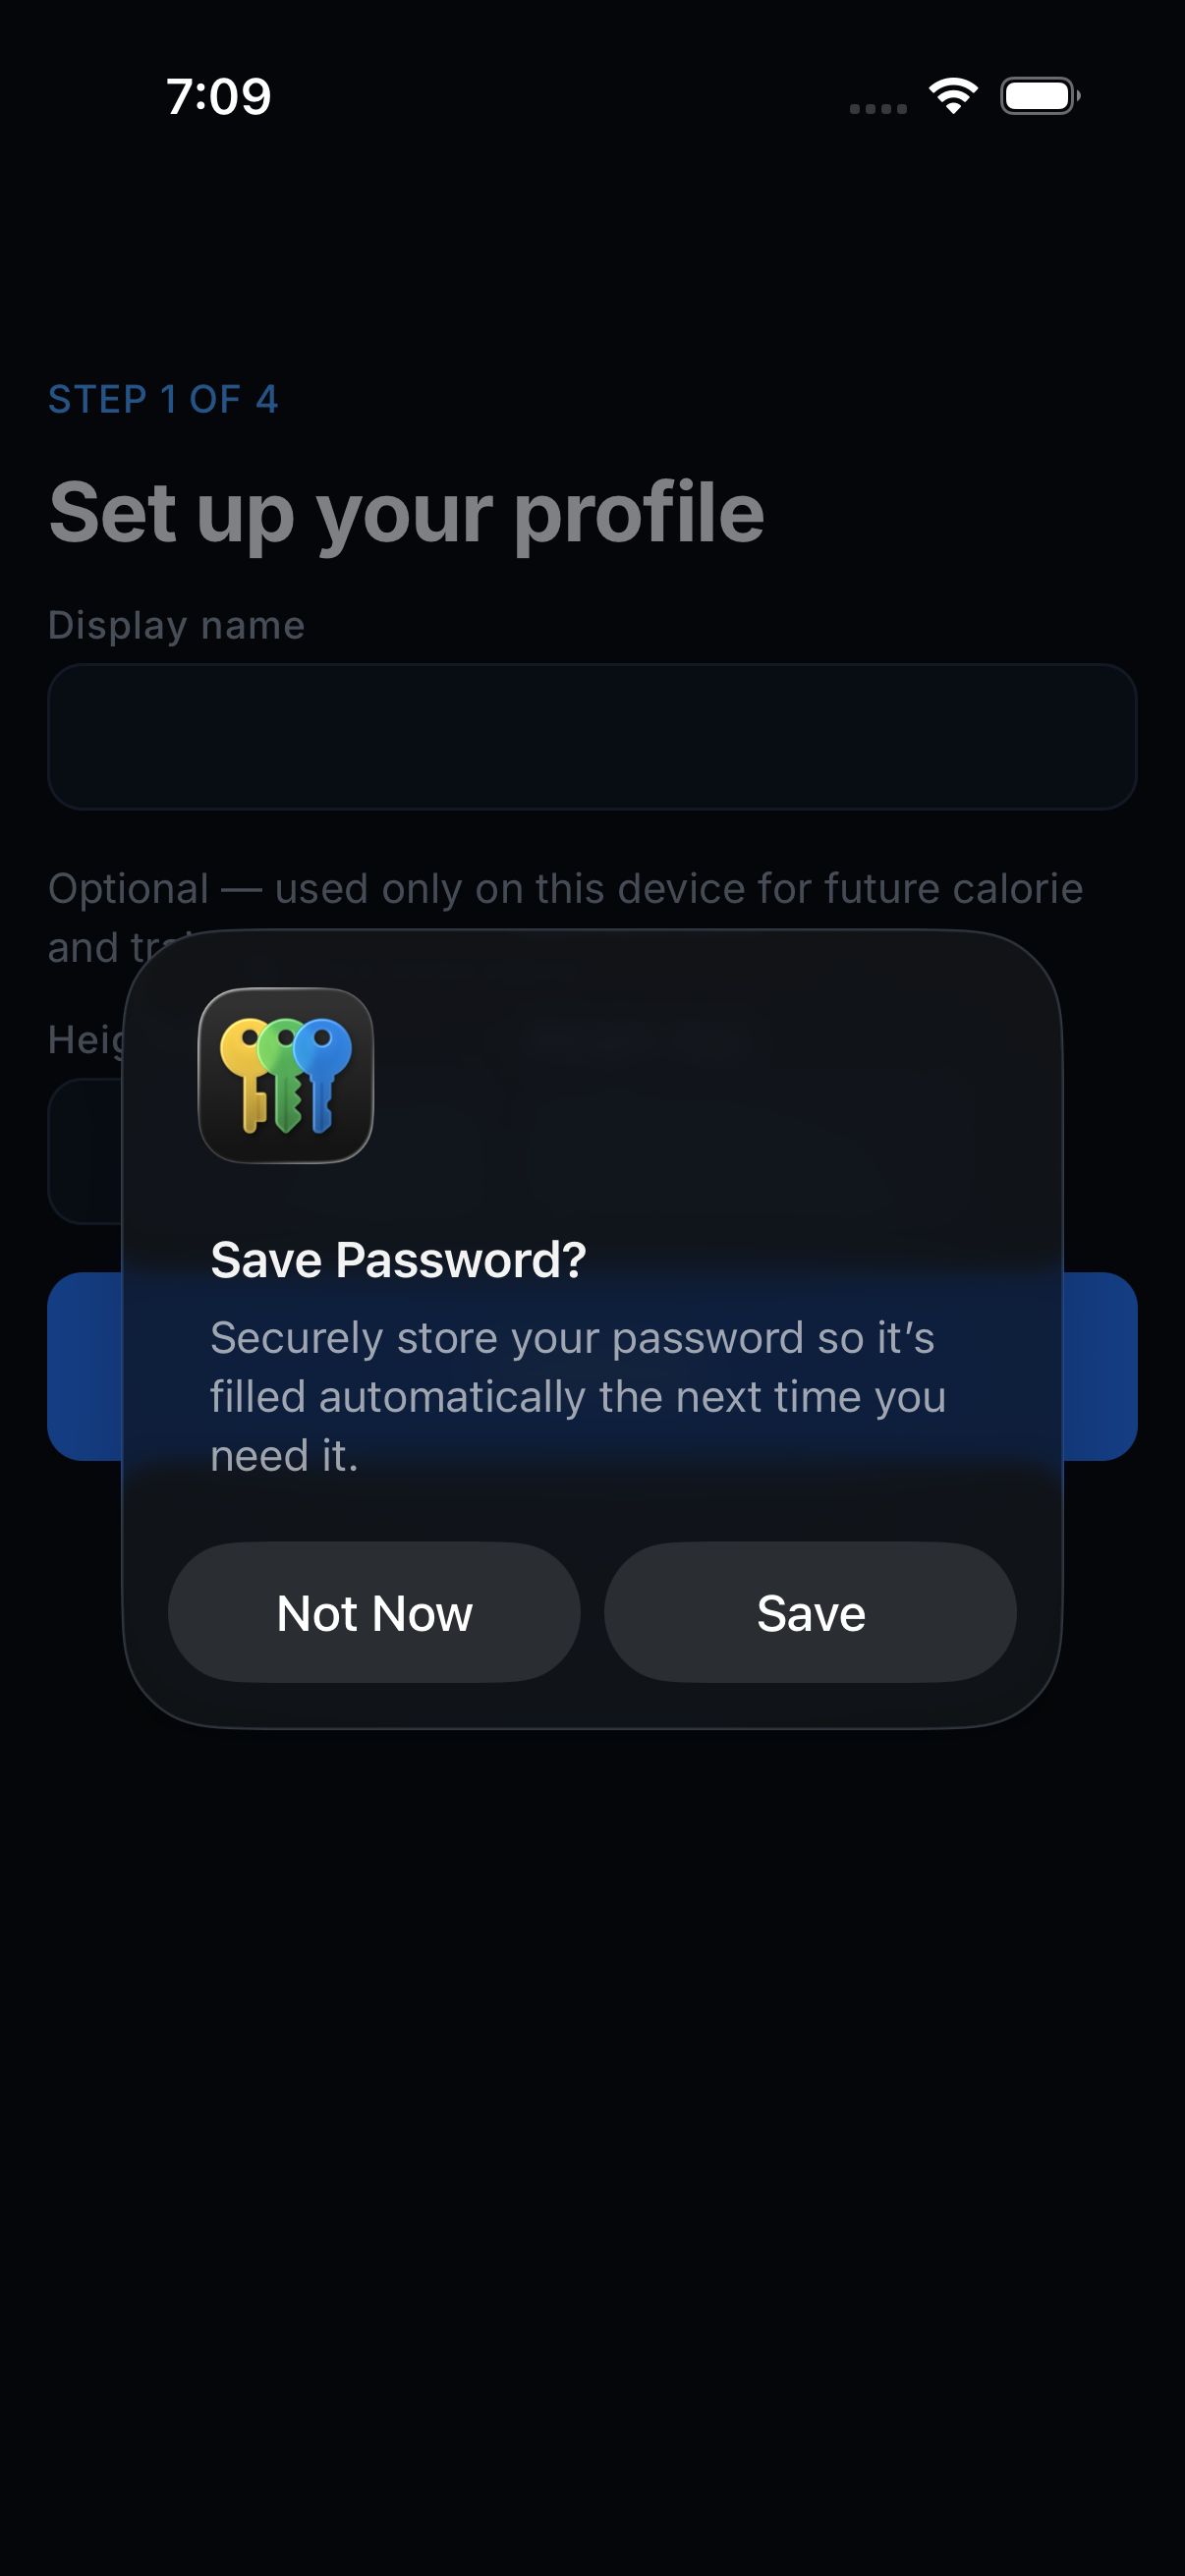 7:09
STEP 1 OF 4
Set up your profile
Display name
Optional — used only on this device for future calorie
and
Save Password?
Securely store your password so it’s
filled automatically the next time you
need it.
Not Now
Save